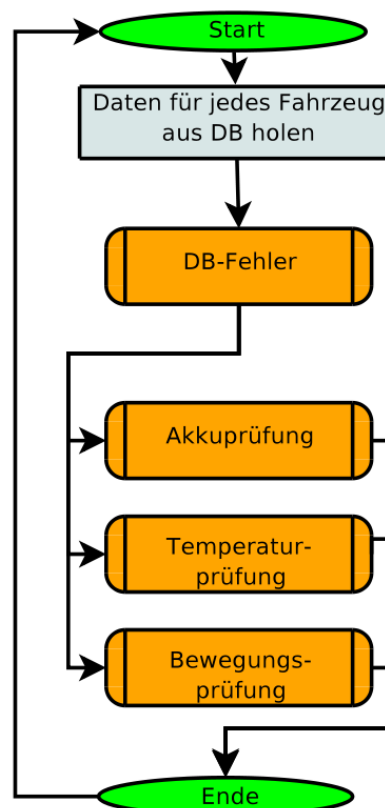 Start
Daten für jedes Fahrzeug
aus DB holen
DB-Fehler
Akkuprüfung
Temperatur-
prüfung
Bewegungs-
prüfung
Ende